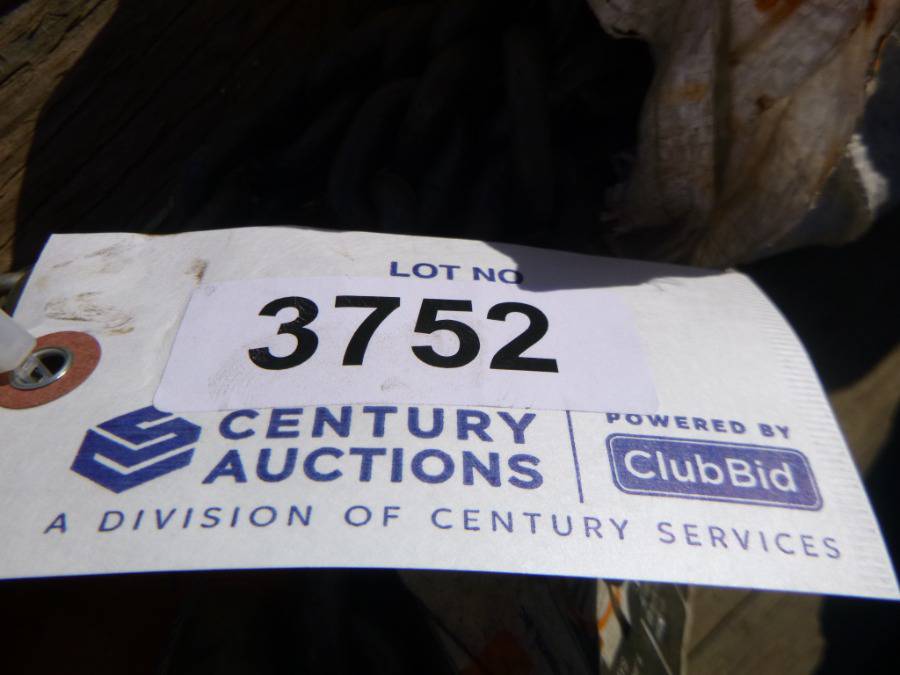 LOT NO
3752
CENTURY
AUCTIONS
POWERED BY
ClubBid
A DIVISION OF CENTURY SERVICES